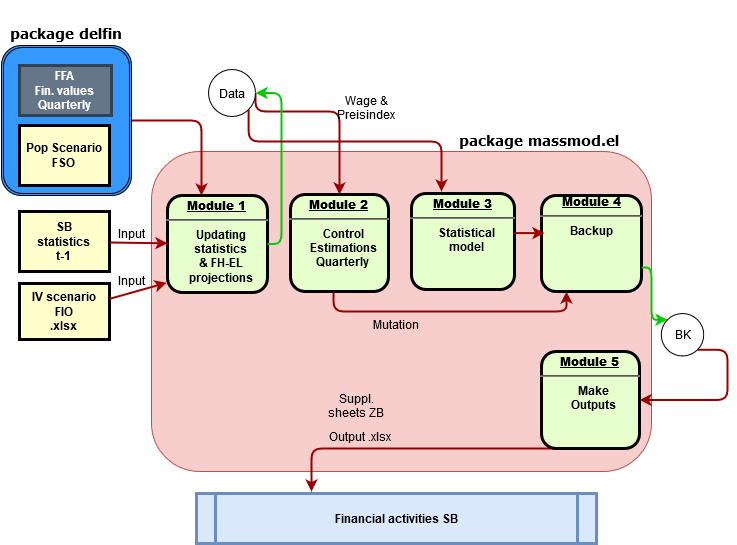 package delfin
FFA
Fin. values
Quarterly
Pop Scenario
FSO
SB
statistics
t-1
IV scenario
FIO
.xlsx
Input
Input
Data
Wage &
Preisindex
package massmod.el
Module 1
Updating
statistics
& FH-EL
projections
Module 2
Control
Estimations
Quarterly
Module 3
Statistical
model
Module 4
Backup
Mutation
BK
Module 5
Make
Outputs
Suppl.
sheets ZB
Output .xlsx
Financial activities SB